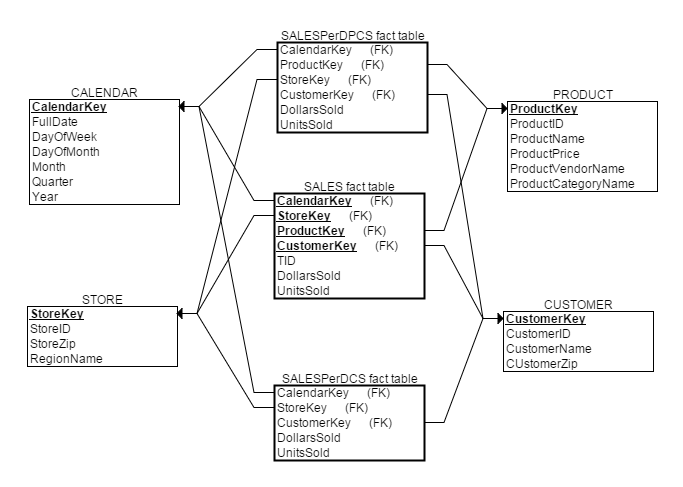 SALESPerDPCS fact table
CalendarKey (FK)
ProductKey (FK)
StoreKey (FK)
CustomerKey (FK)
DollarsSold
UnitsSold
CALENDAR
CalendarKey
FullDate
DayOfWeek
DayOfMonth
Month
Quarter
Year
PRODUCT
ProductKey
ProductID
ProductName
ProductPrice
ProductVendorName
ProductCategoryName
SALES fact table
CalendarKey (FK)
StoreKey (FK)
ProductKey (FK)
CustomerKey (FK)
TID
DollarsSold
UnitsSold
STORE
StoreKey
StoreID
StoreZip
RegionName
CUSTOMER
CustomerKey
CustomerID
CustomerName
CUstomerZip
SALESPerDCS fact table
CalendarKey (FK)
StoreKey (FK)
CustomerKey (FK)
DollarsSold
UnitsSold